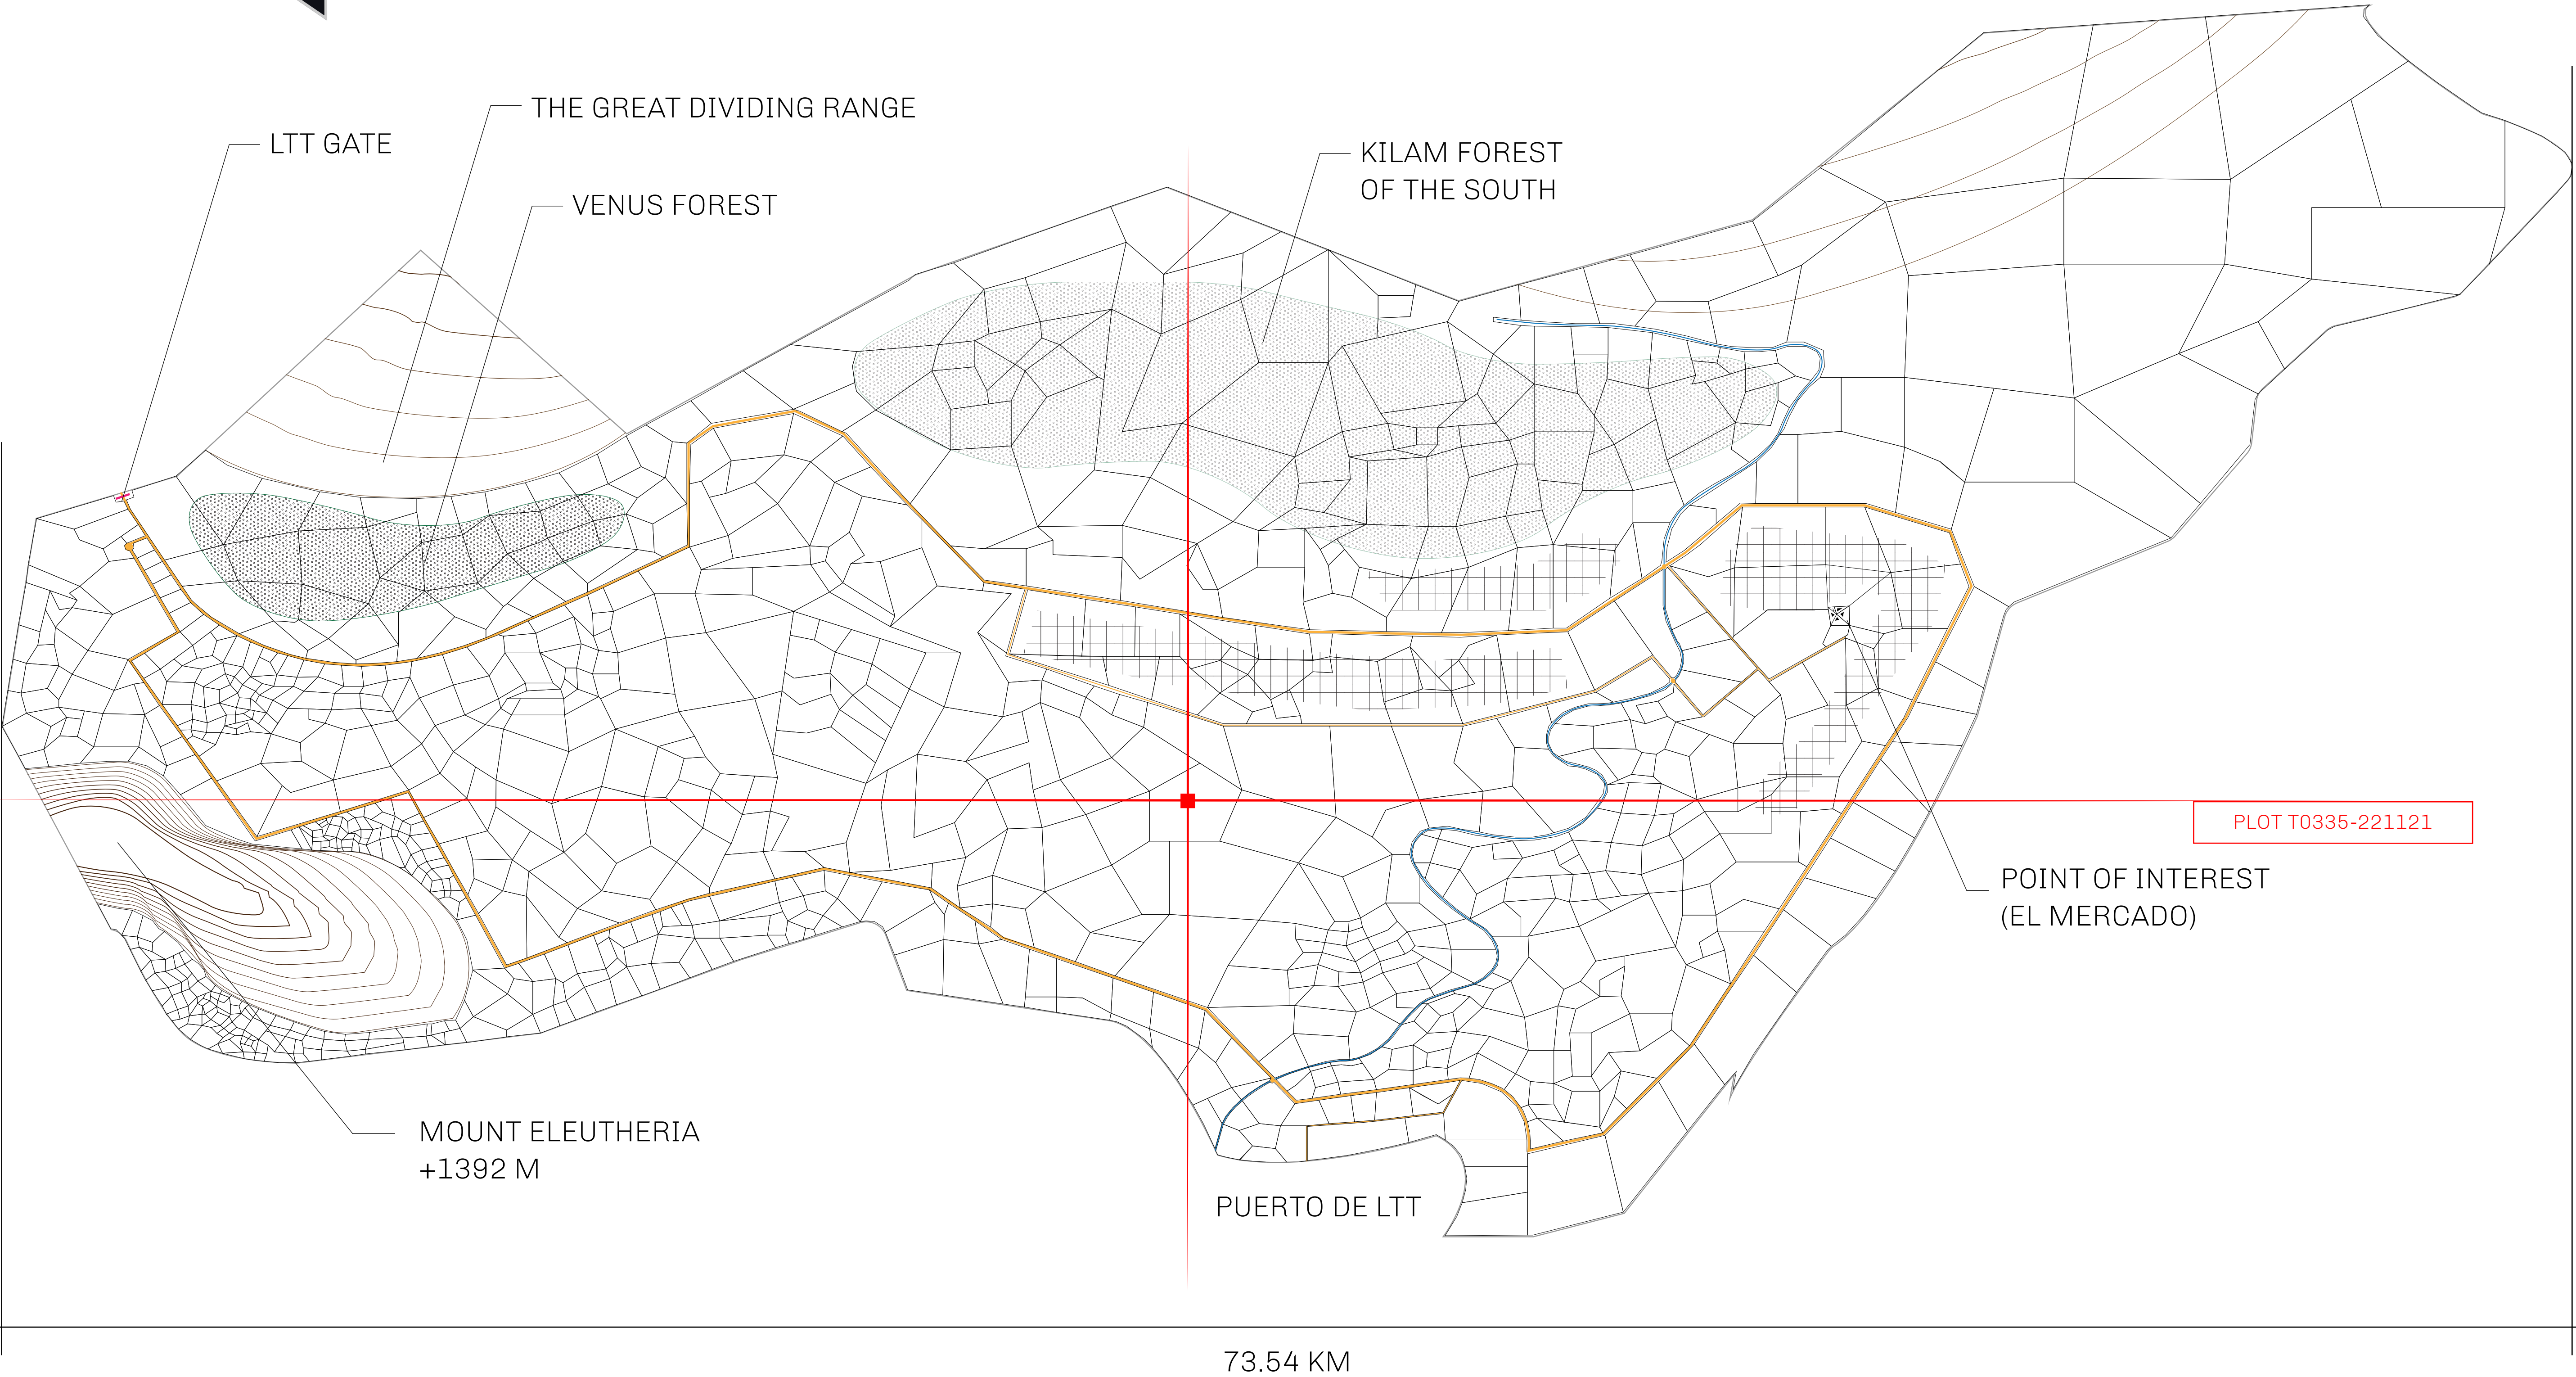 THE GREAT DIVIDING RANGE
LTT GATE
KILAM FOREST
OF THE SOUTH
VENUS FOREST
PLOT T0335-221121
POINT OF INTEREST
(EL MERCADO)
MOUNT ELEUTHERIA
+1392 M
PUERTO DE LTT
73.54 KM